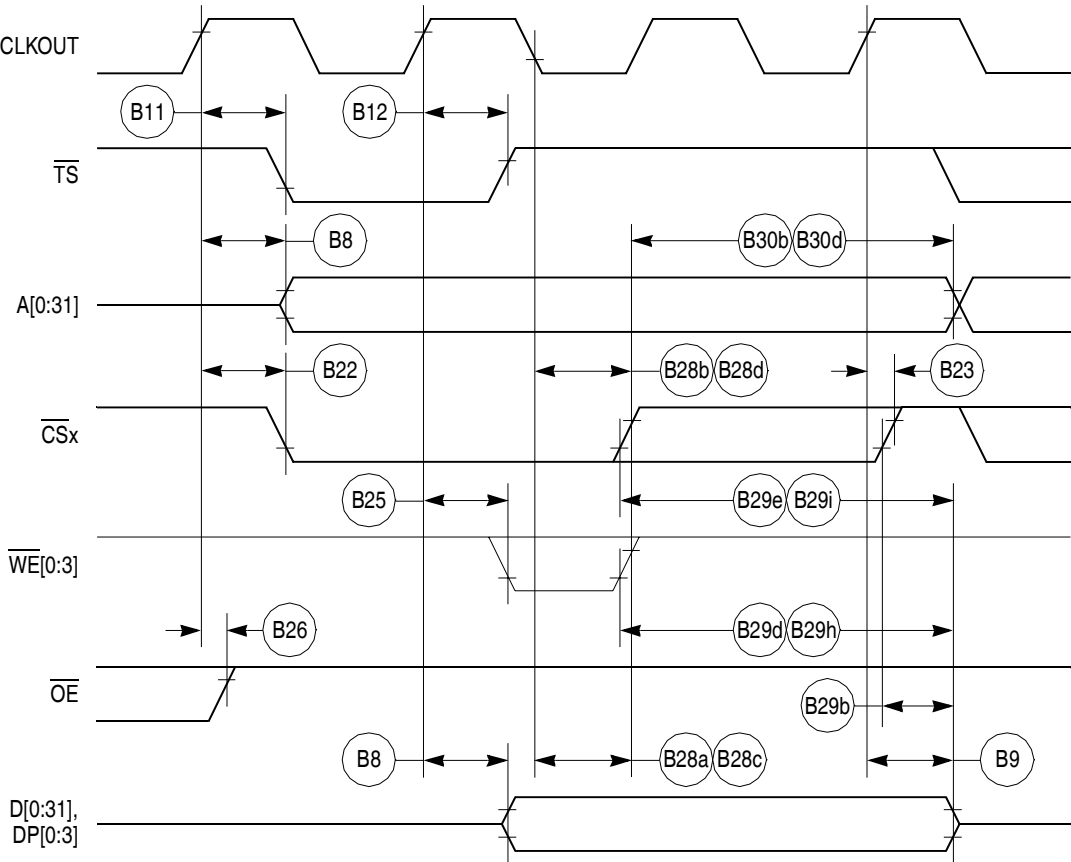 CLKOUT
B11
B12
TS
B8
B30b B30d
A[0:31]
B22
B28b B28d
B23
CSx
B25
B29e B29i
WE[0:3]
B26
B29d B29h
OE
B29b
B8
B28a B28c
B9
D[0:31],
DP[0:3]